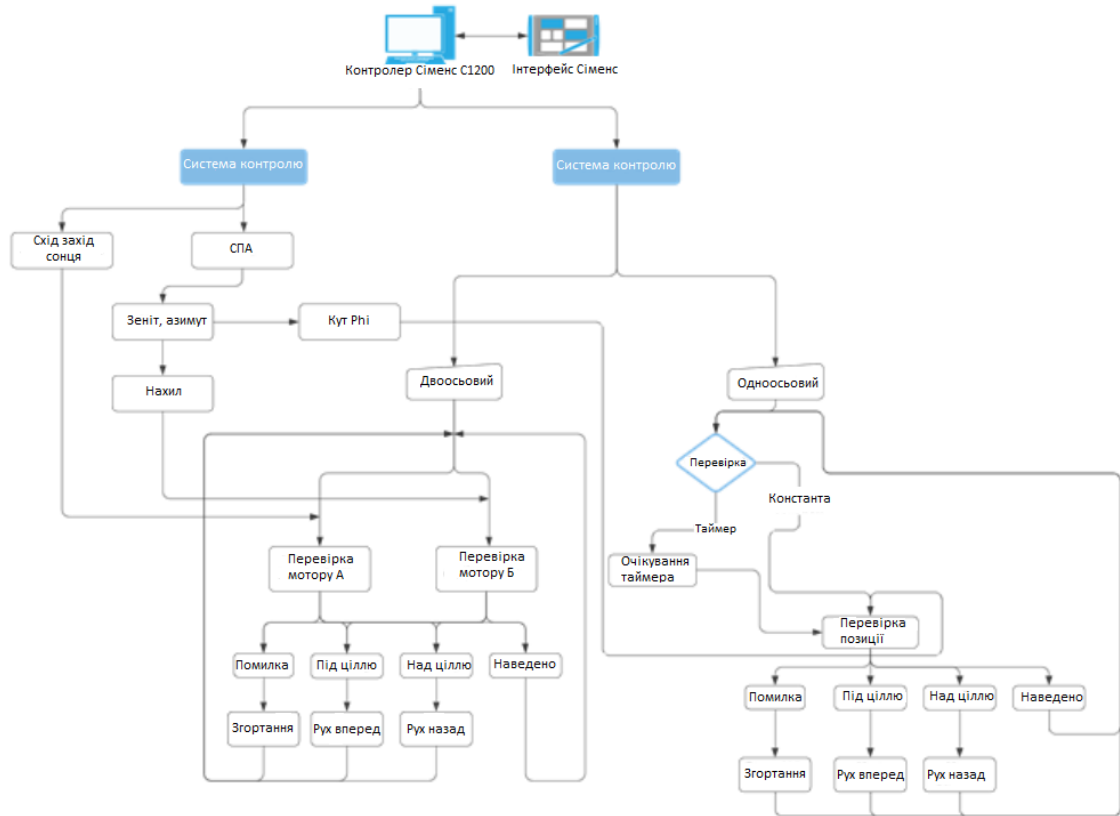 Контролер Сіменс С1200
Інтерфейс Сіменс
Система контролю
Система контролю
Схід захід
сонця
СПА
Зеніт, азимут
Кут Phi
Нахил
Двоосьовий
Одноосьовий
Перевірка
Константа
Таймер
Перевірка
мотору А
Перевірка
мотору Б
Очікування
таймера
Перевірка
позиції
Помилка
Під ціллю
Над ціллю
Наведено
Згортання
Рух вперед
Рух назад
Помилка
Під ціллю
Над ціллю
Наведено
Згортання
Рух вперед
Рух назад